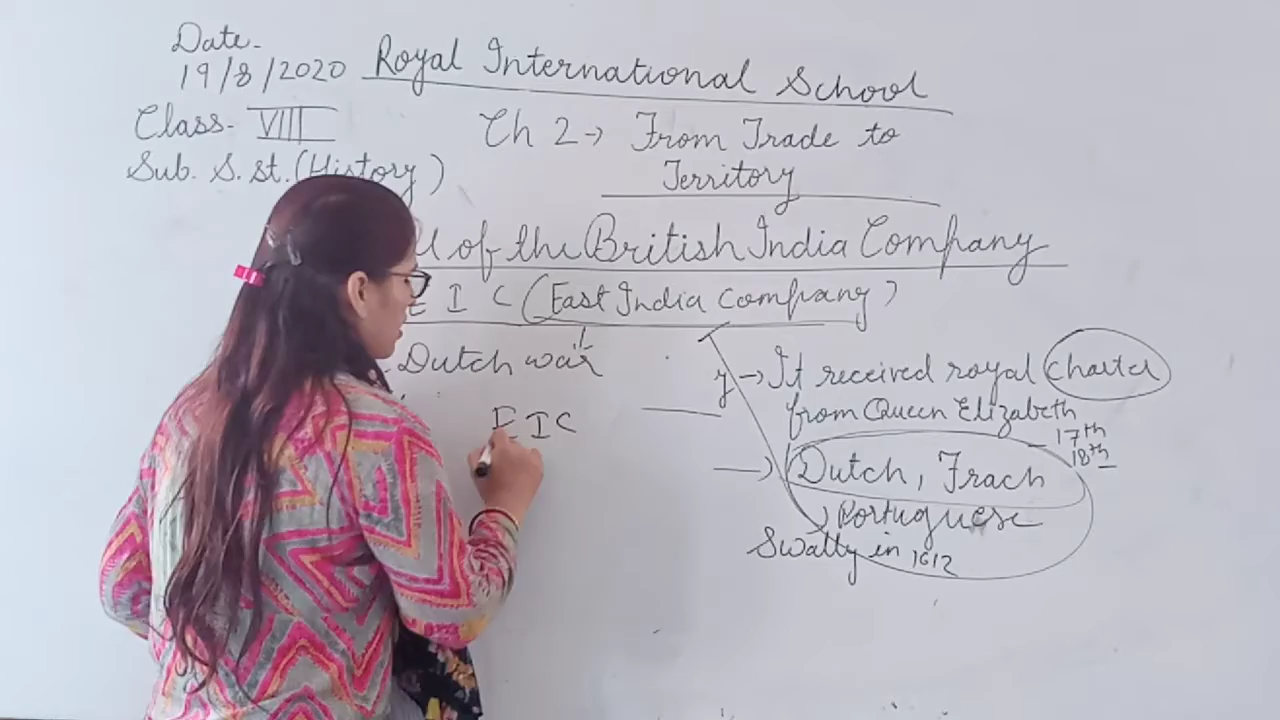 Date-
19/8/2020 Royal International School
Class- VIII
Ch 2 → From Trade to
Territory
Sub. S.st. (History)
of the British India Company
E I C (East India Company)
Dutch war
y → It received royal charter
from Queen Elizabeth
17th
18th
EIC
→ Dutch, Frach
Portuguese
Swally in 1612